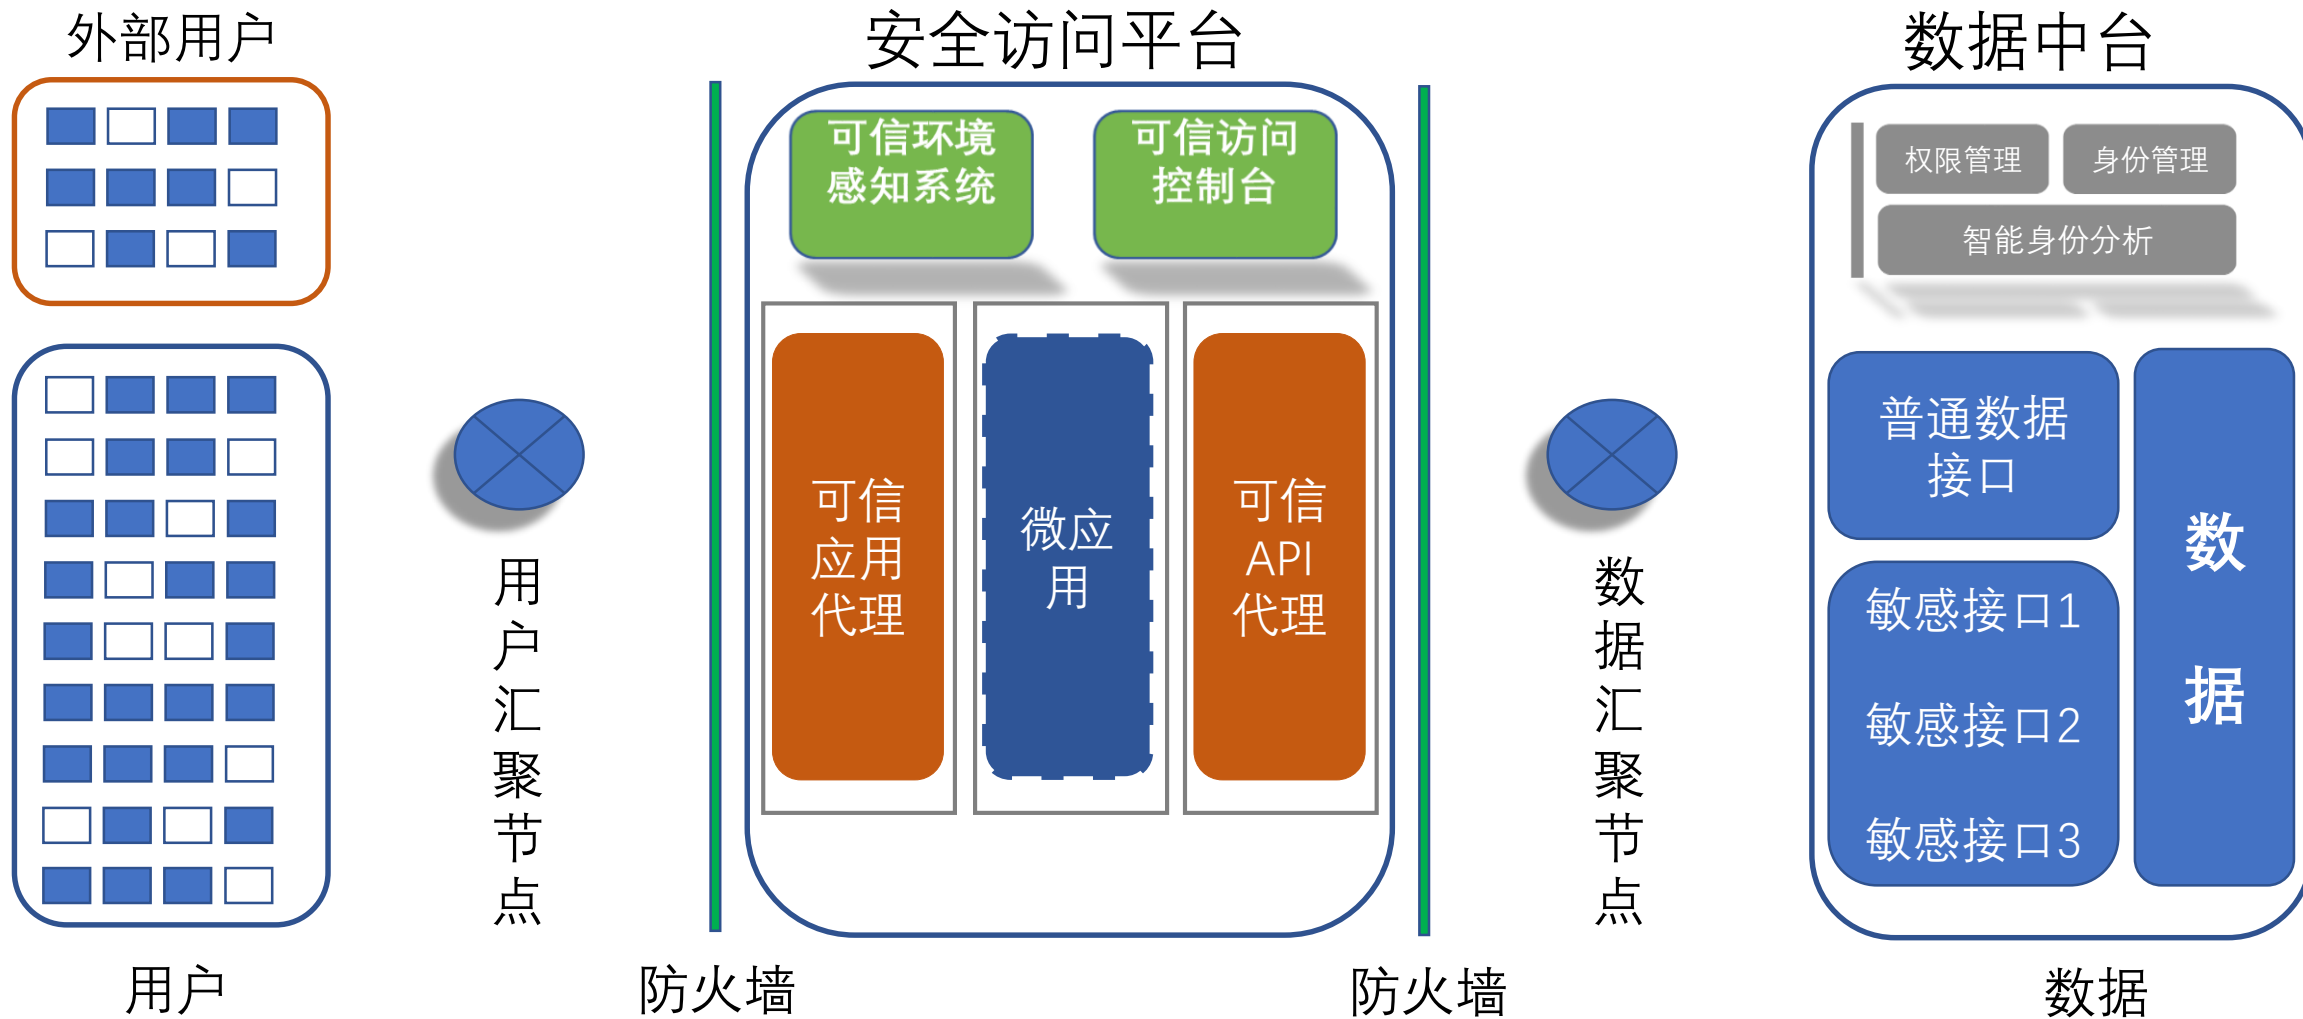 外部用户
安全访问平台
数据中台
可信环境
感知系统
可信访问
控制台
权限管理
身份管理
智能身份分析
可信
应用
代理
微应
用
可信
API
代理
普通数据
接口
数
据
敏感接口1
敏感接口2
敏感接口3
用
户
汇
聚
节
点
数
据
汇
聚
节
点
用户
防火墙
防火墙
数据